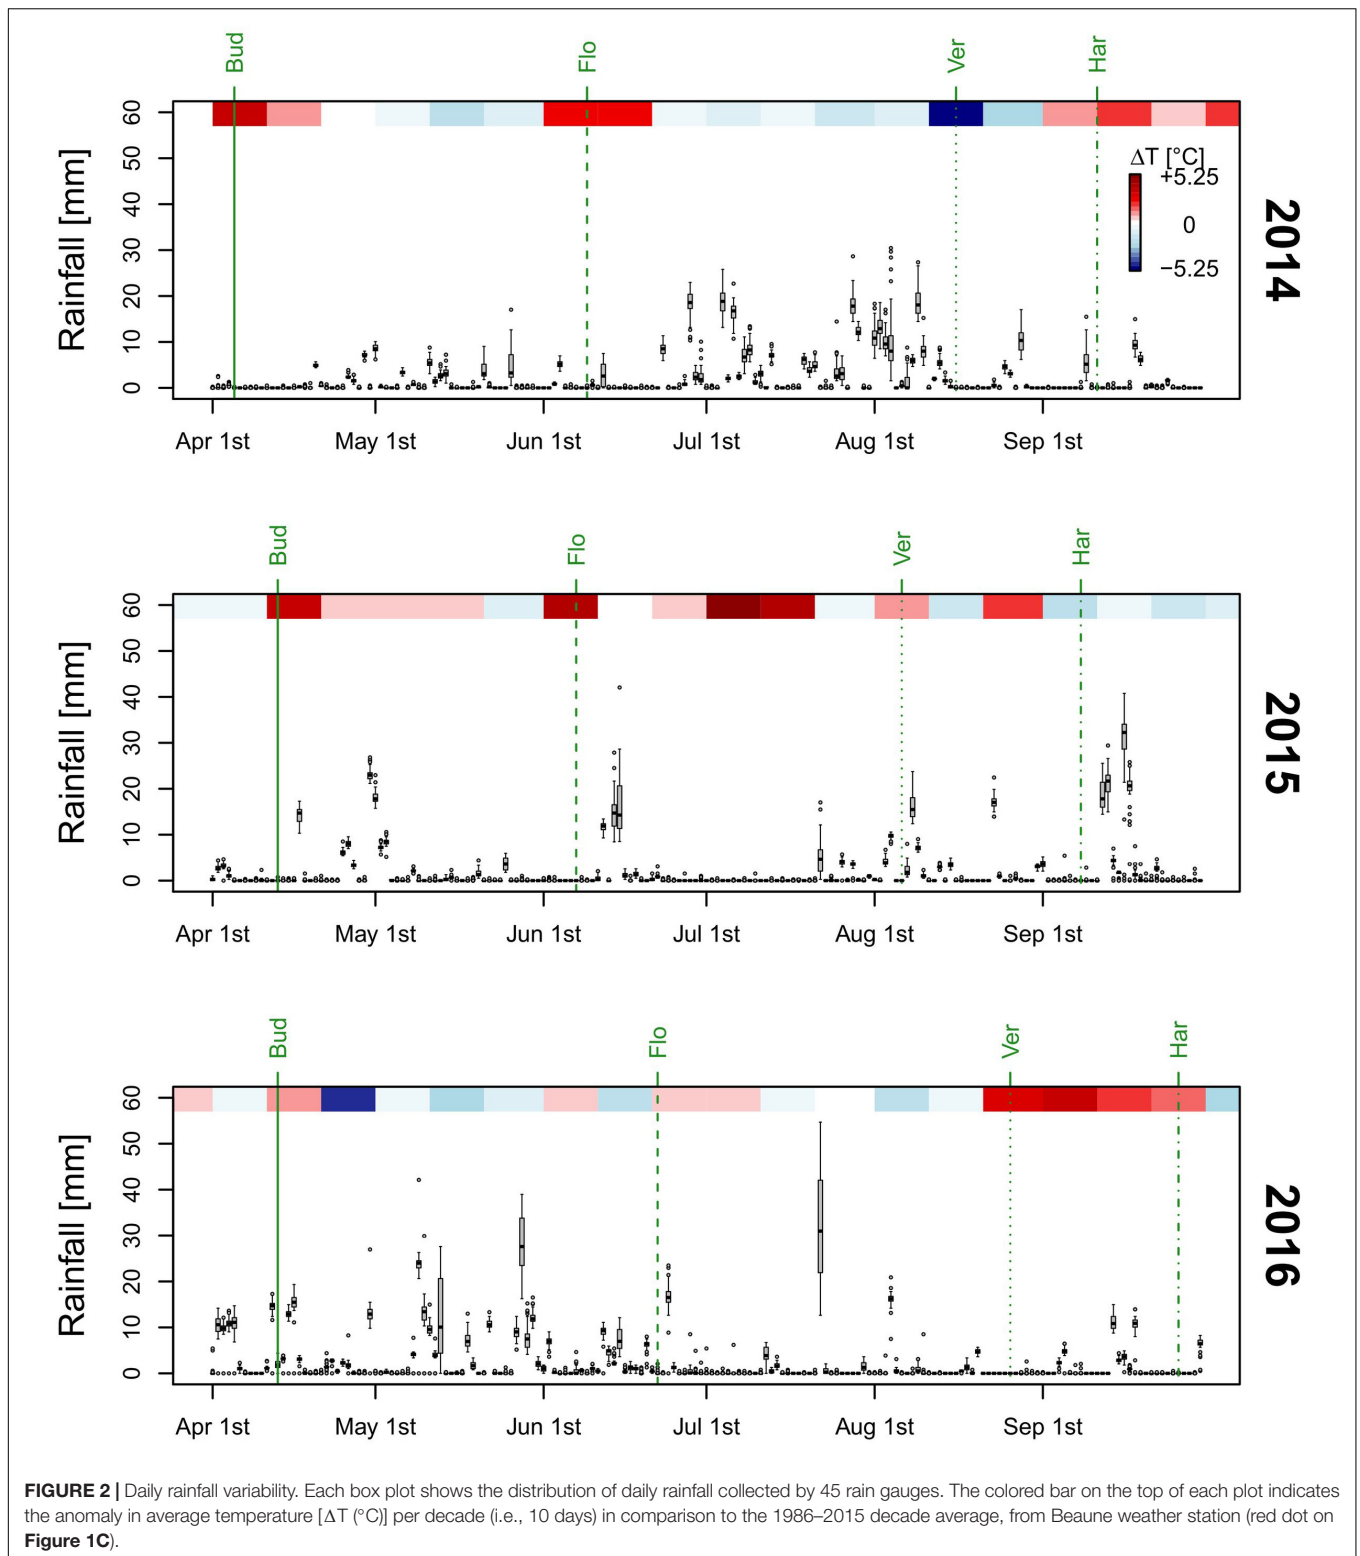 Bud Flo Ver Har
Rainfall [mm]
60
50
40
30
20
10
0
ΔT [°C]
+5.25
0
−5.25
2014
Apr 1st May 1st Jun 1st Jul 1st Aug 1st Sep 1st
Bud Flo Ver Har
Rainfall [mm]
60
50
40
30
20
10
0
2015
Apr 1st May 1st Jun 1st Jul 1st Aug 1st Sep 1st
Bud Flo Ver Har
Rainfall [mm]
60
50
40
30
20
10
0
2016
Apr 1st May 1st Jun 1st Jul 1st Aug 1st Sep 1st
FIGURE 2 | Daily rainfall variability. Each box plot shows the distribution of daily rainfall collected by 45 rain gauges. The colored bar on the top of each plot indicates
the anomaly in average temperature [ΔT (°C)] per decade (i.e., 10 days) in comparison to the 1986–2015 decade average, from Beaune weather station (red dot on
Figure 1C).